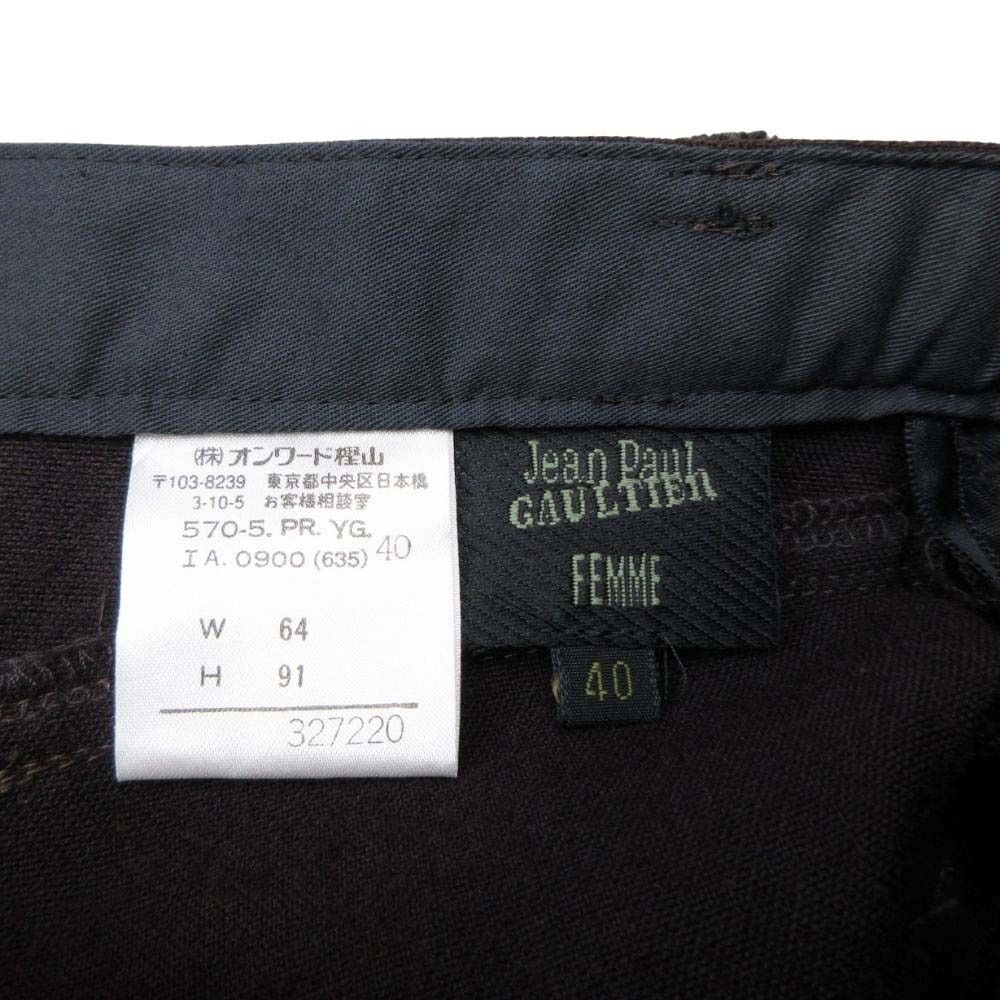 (株)オンワード樫山
〒103-8239 東京都中央区日本橋
3-10-5 お客様相談室
570-5. PR. YG.
IA. 0900 (635) 40
W 64
H 91
327220
Jean Paul
GAULTIER
FEMME
40